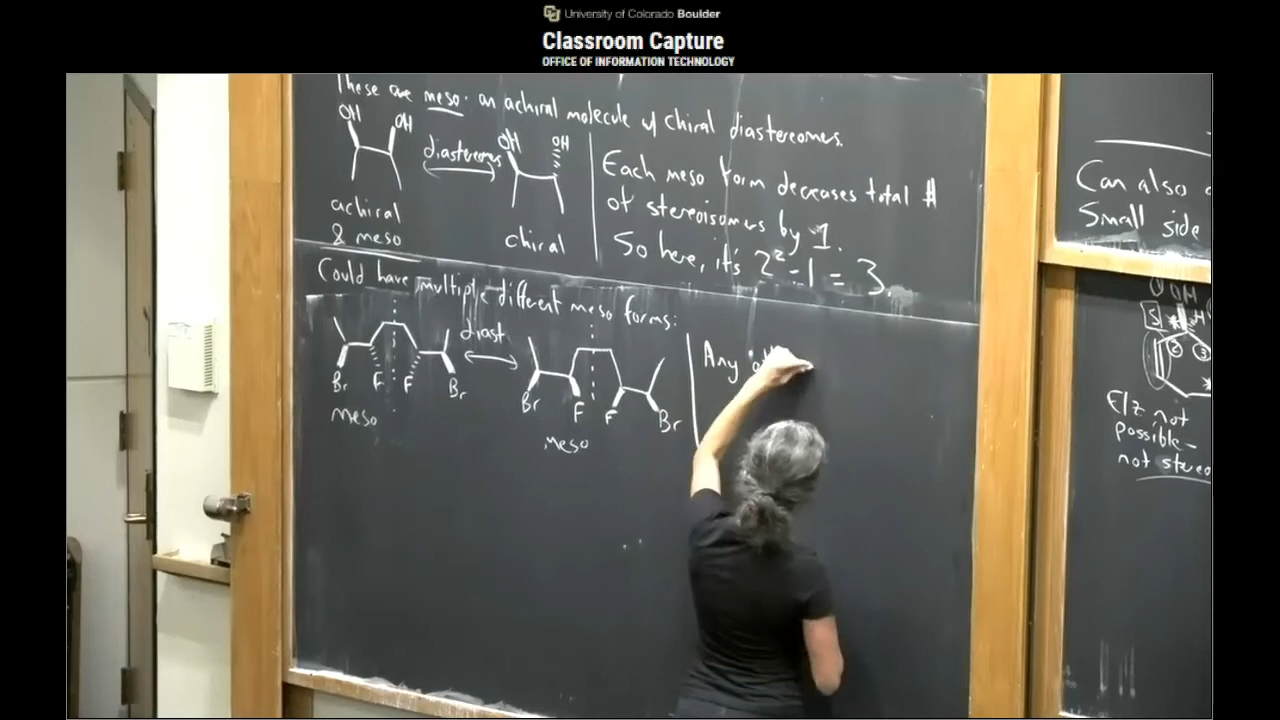 University of Colorado Boulder
Classroom Capture
OFFICE OF INFORMATION TECHNOLOGY
These are meso: an achiral molecule w/ chiral diastereomers.
OH OH
diastereomers
OH OH
achiral
& meso
chiral
Each meso form decreases total #
of stereoisomers by 1.
So here, it's 2² - 1 = 3.
Could have multiple different meso forms:
Br F F Br
meso
diast.
Br F F Br
meso
Any
Can also
Small side
OH
S H
2 3
E/Z not
possible -
not stereo